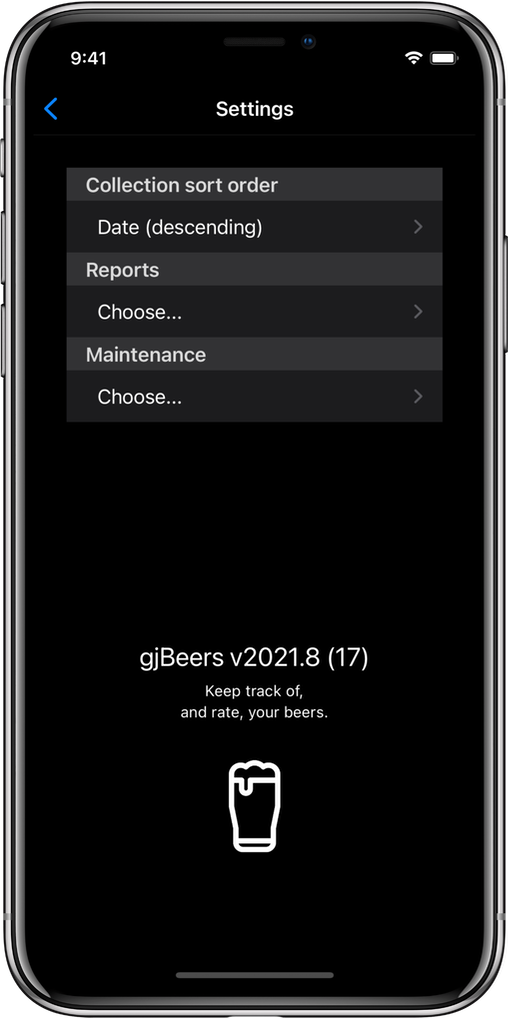 9:41
Settings
Collection sort order
Date (descending)
Reports
Choose...
Maintenance
Choose...
gjBeers v2021.8 (17)
Keep track of,
and rate, your beers.